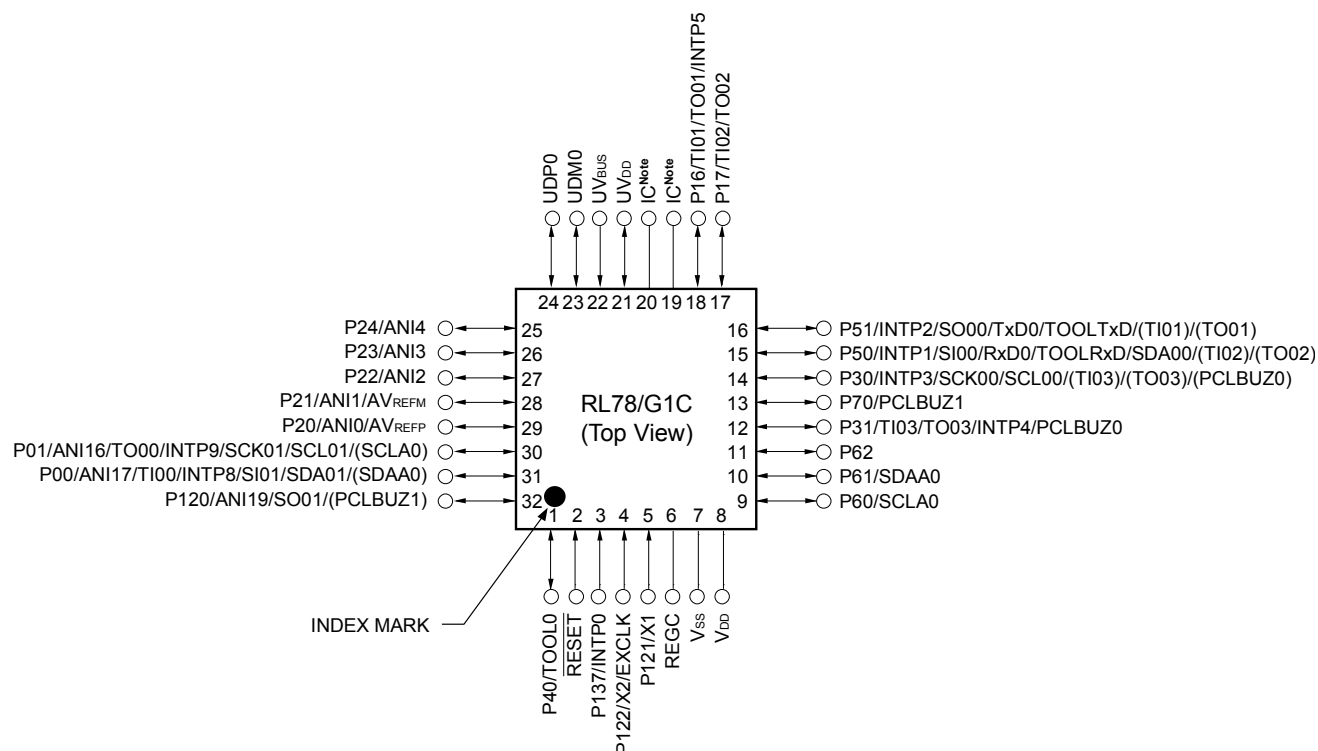 UDP0
UDM0
UVBUS
UVDD
ICNote
ICNote
P16/TI01/TO01/INTP5
P17/TI02/TO02
24 23 22 21 20 19 18 17
P24/ANI4 25
P23/ANI3 26
P22/ANI2 27
P21/ANI1/AVREFM 28
P20/ANI0/AVREFP 29
P01/ANI16/TO00/INTP9/SCK01/SCL01/(SCLA0) 30
P00/ANI17/TI00/INTP8/SI01/SDA01/(SDAA0) 31
P120/ANI19/SO01/(PCLBUZ1) 32
RL78/G1C
(Top View)
16 P51/INTP2/SO00/TxD0/TOOLTxD/(TI01)/(TO01)
15 P50/INTP1/SI00/RxD0/TOOLRxD/SDA00/(TI02)/(TO02)
14 P30/INTP3/SCK00/SCL00/(TI03)/(TO03)/(PCLBUZ0)
13 P70/PCLBUZ1
12 P31/TI03/TO03/INTP4/PCLBUZ0
11 P62
10 P61/SDAA0
9 P60/SCLA0
1 2 3 4 5 6 7 8
INDEX MARK
P40/TOOL0
RESET
P137/INTP0
P122/X2/EXCLK
P121/X1
REGC
VSS
VDD